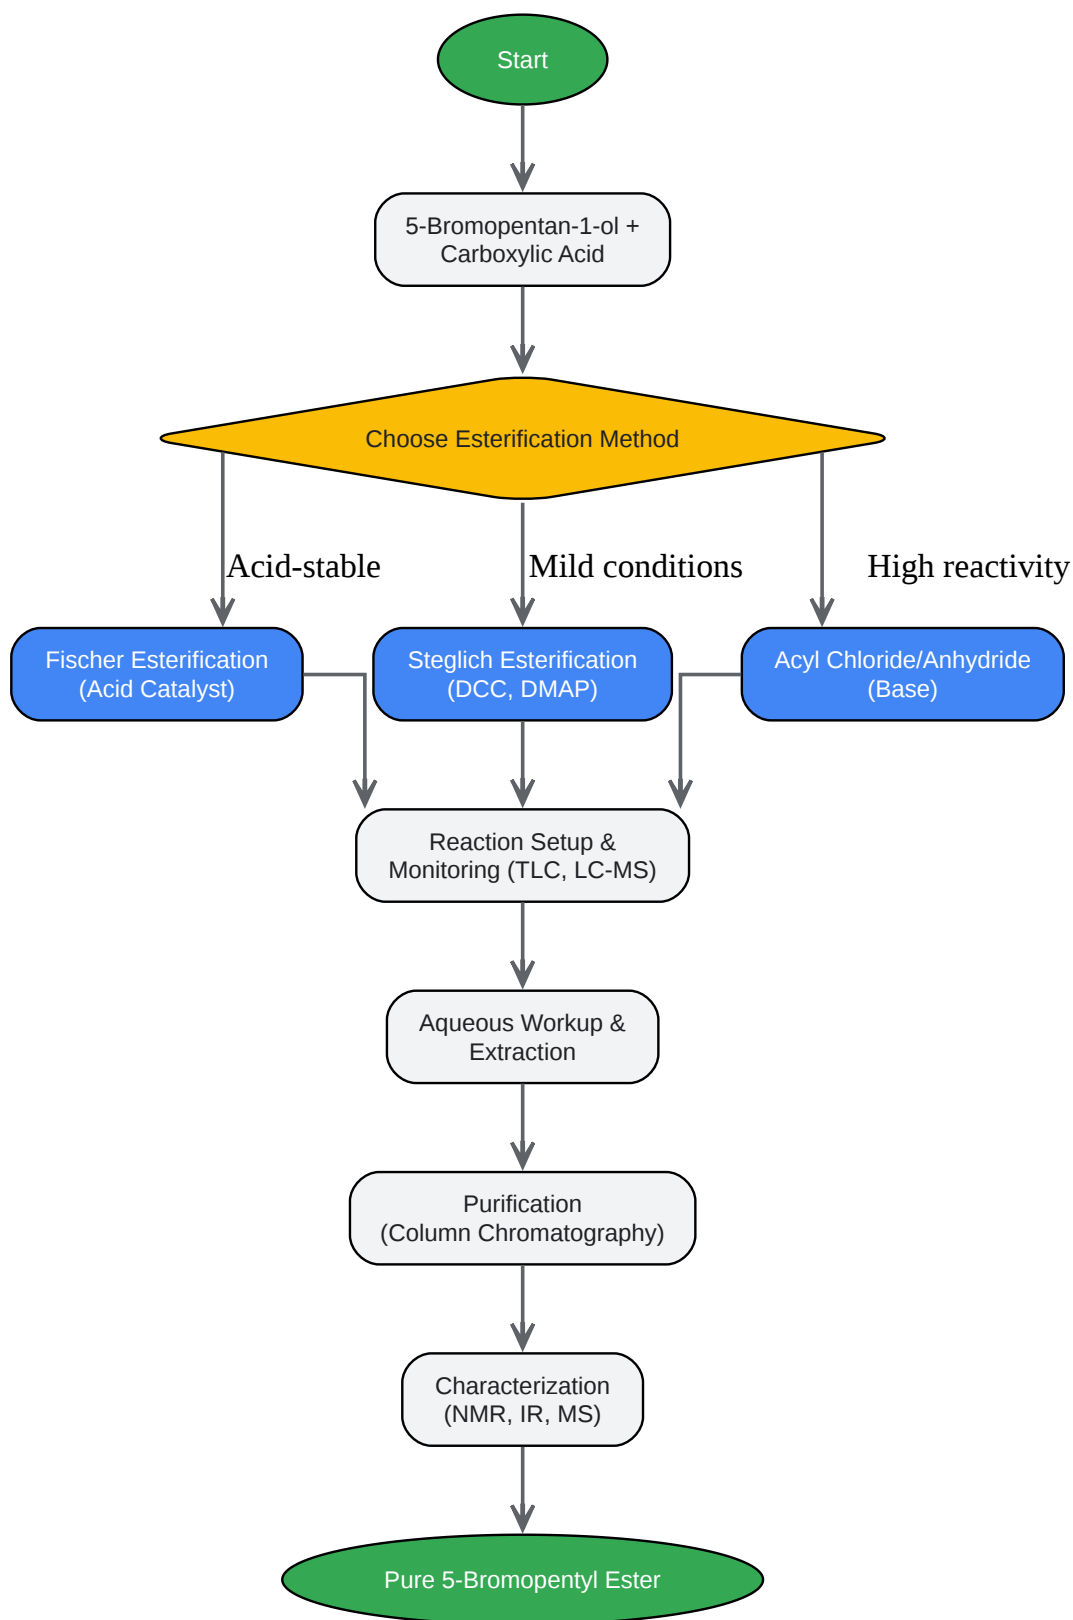 Start
5-Bromopentan-1-ol +
Carboxylic Acid
Choose Esterification Method
Acid-stable
Mild conditions
High reactivity
Fischer Esterification
(Acid Catalyst)
Steglich Esterification
(DCC, DMAP)
Acyl Chloride/Anhydride
(Base)
Reaction Setup &
Monitoring (TLC, LC-MS)
Aqueous Workup &
Extraction
Purification
(Column Chromatography)
Characterization
(NMR, IR, MS)
Pure 5-Bromopentyl Ester